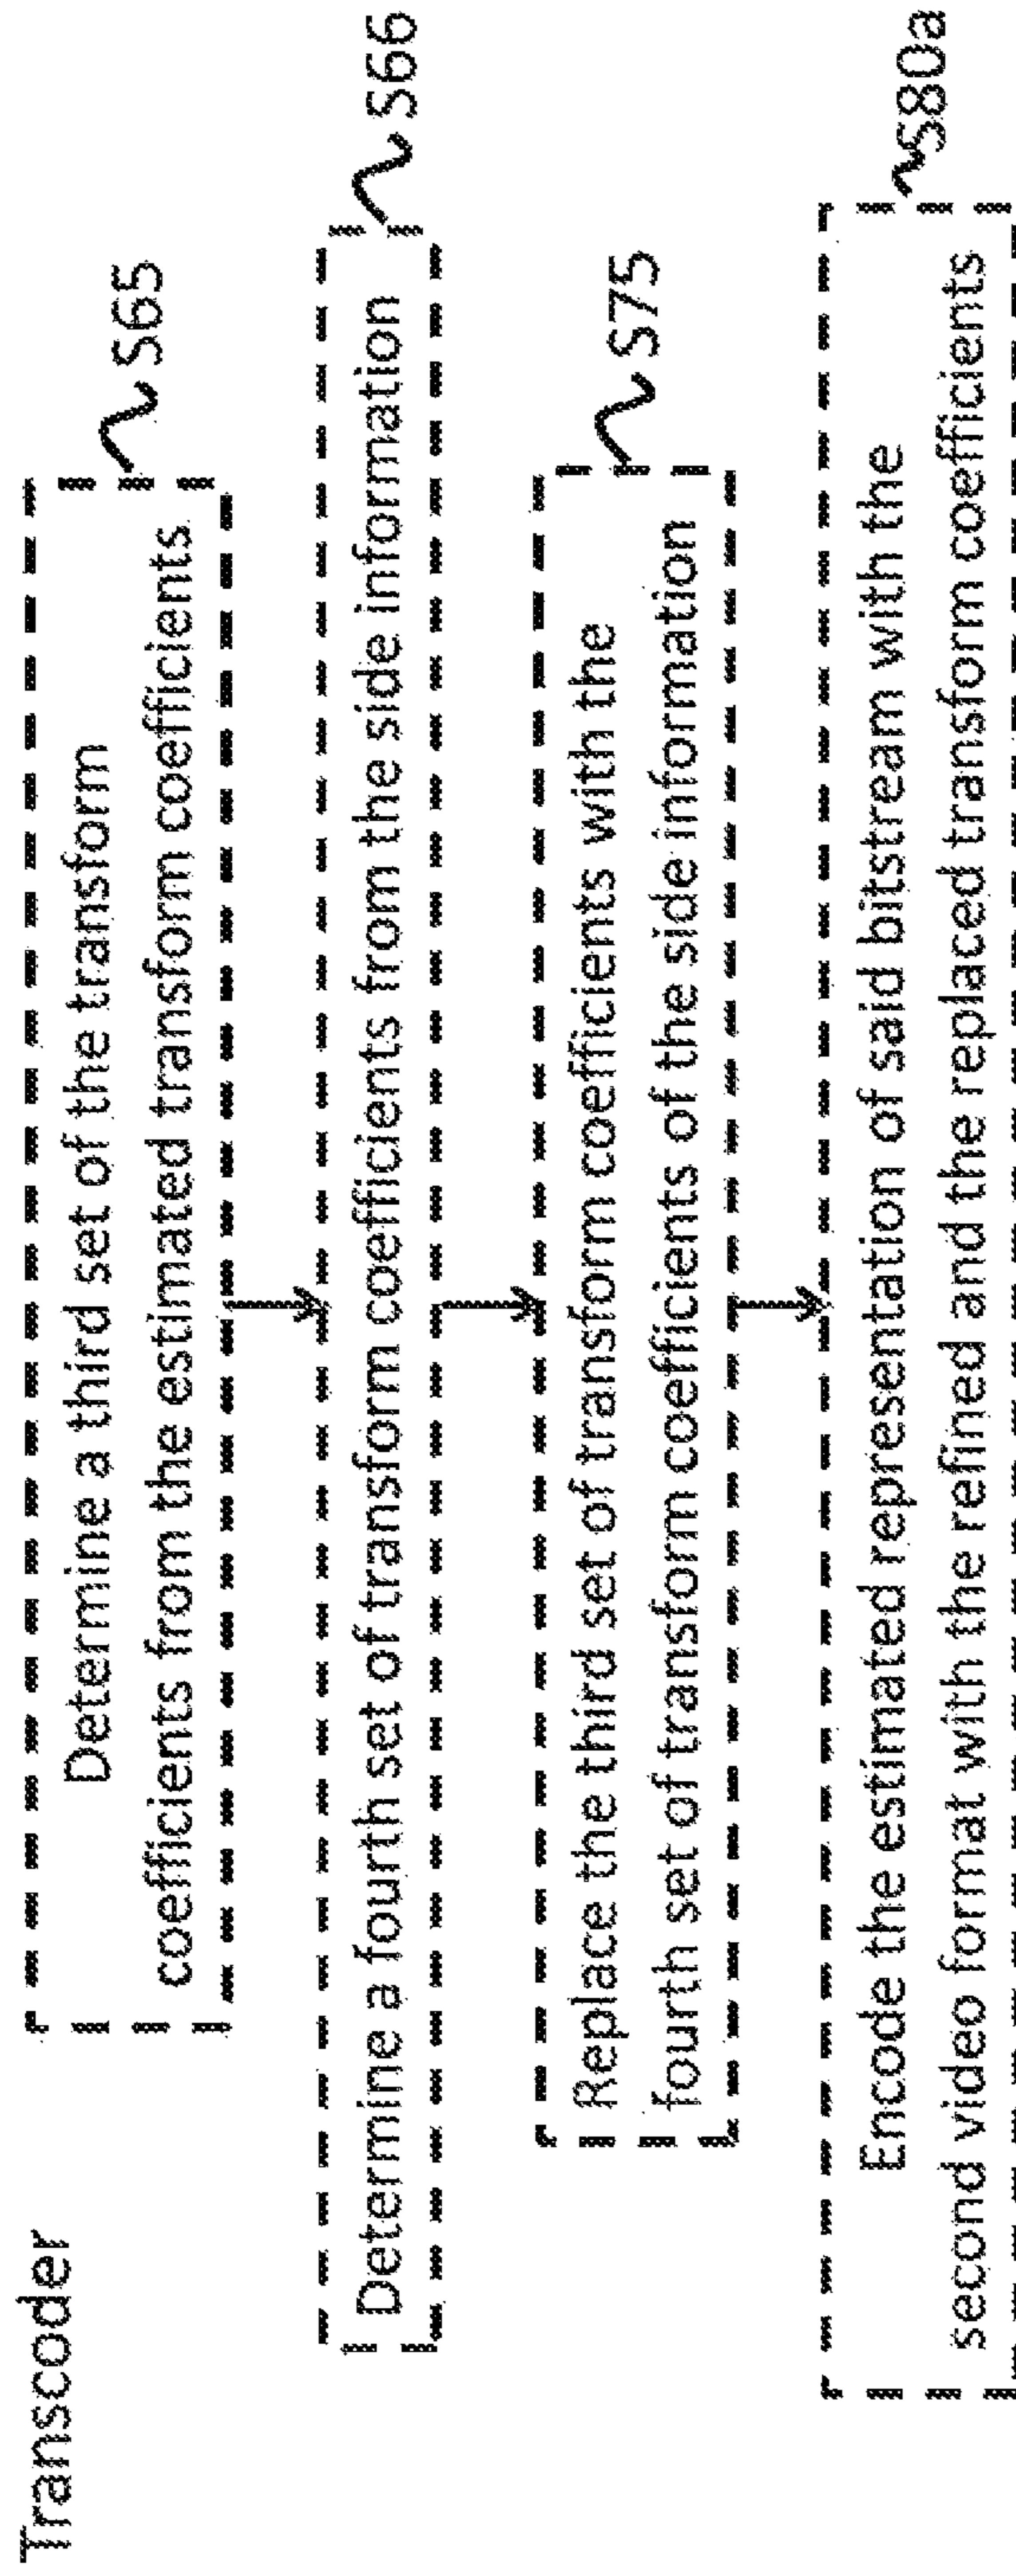 Transcoder
Determine a third set of the transform
coefficients from the estimated transform coefficients
S65
Determine a fourth set of transform coefficients from the side information
S66
Replace the third set of transform coefficients with the
fourth set of transform coefficients of the side information
S75
Encode the estimated representation of said bitstream with the
second video format with the refined and the replaced transform coefficients
S80a